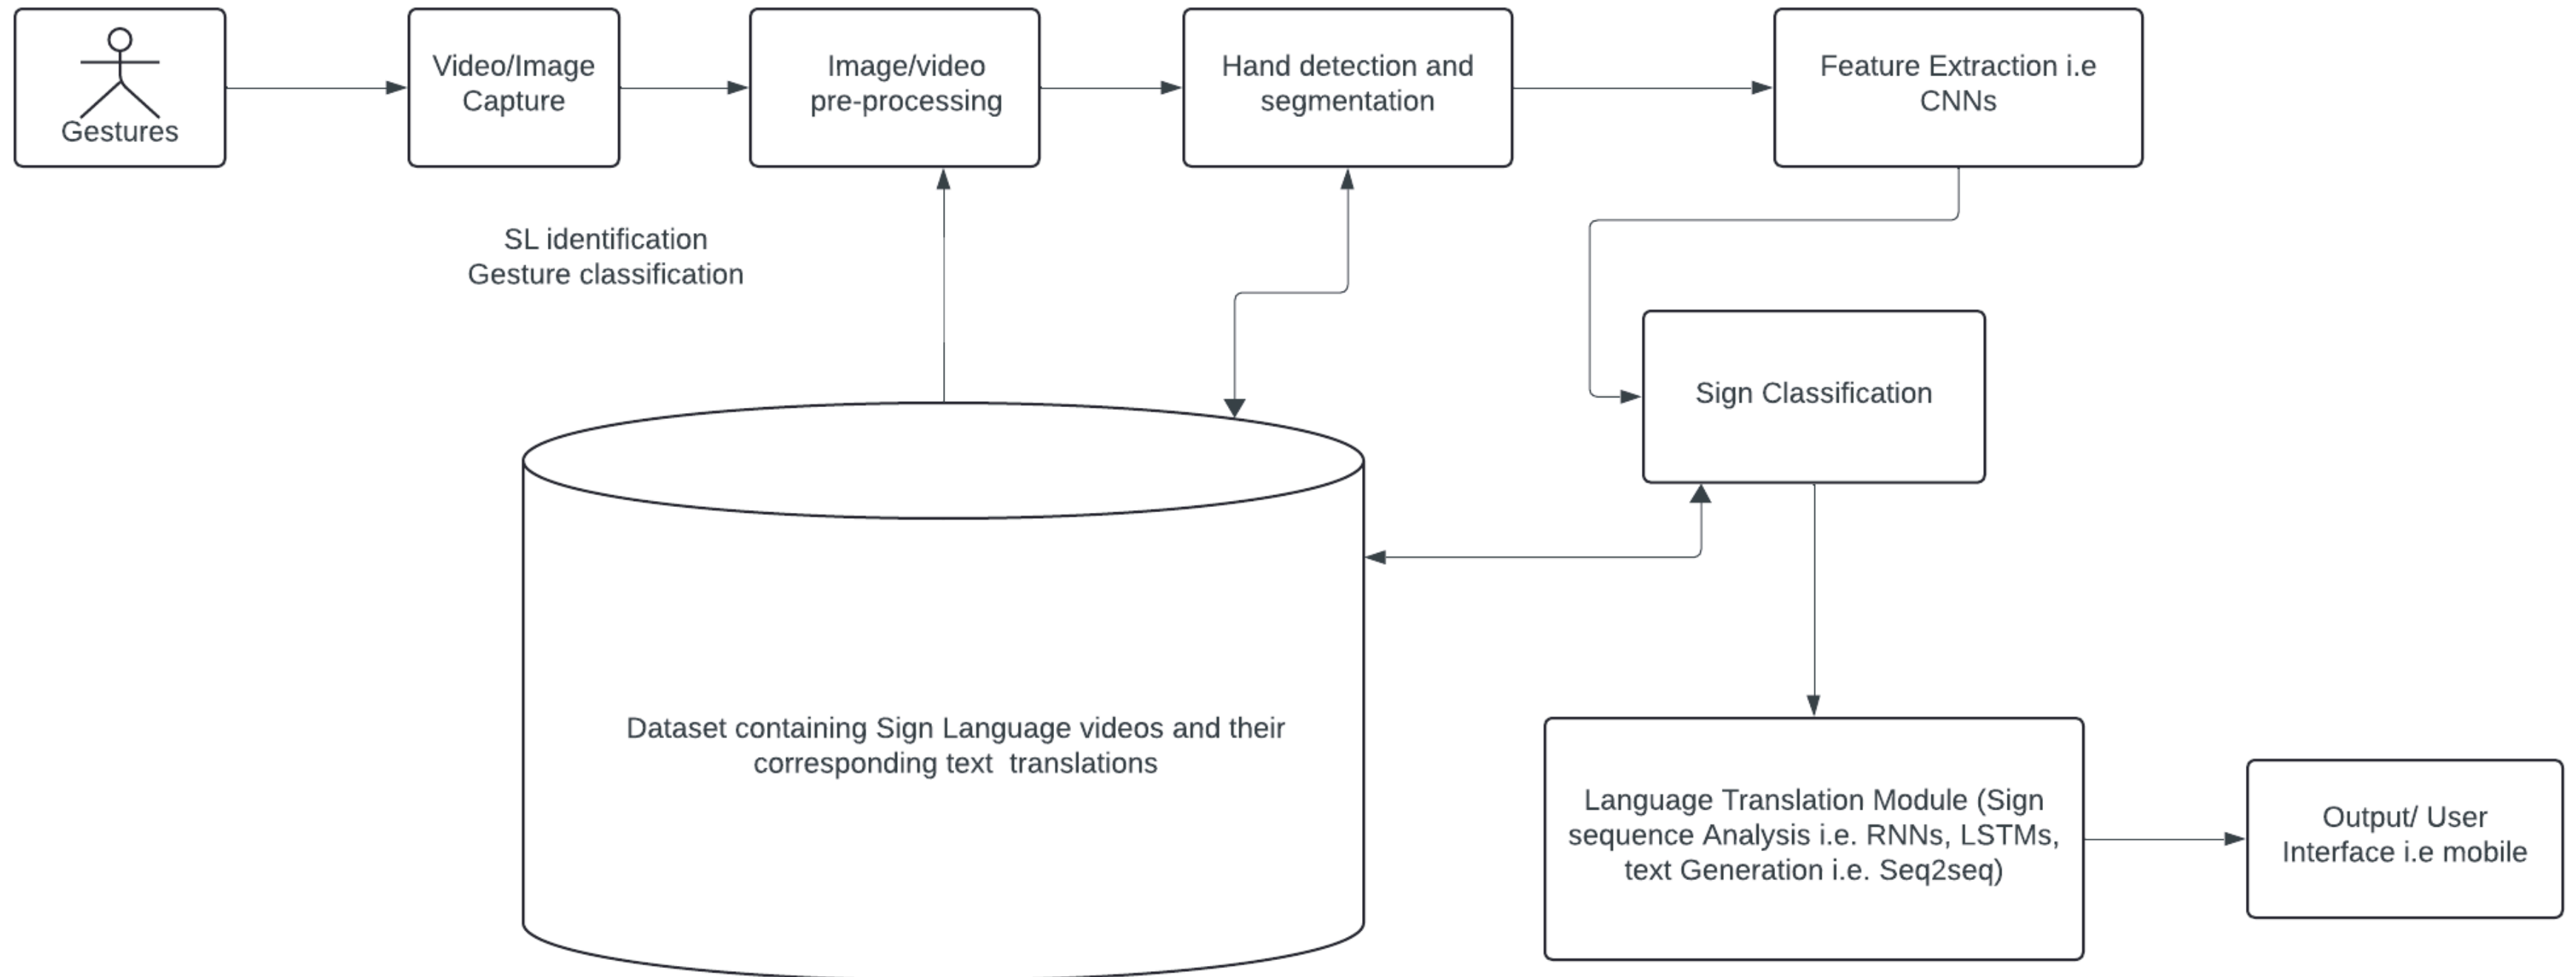 Gestures
Video/Image
Capture
Image/video
pre-processing
Hand detection and
segmentation
Feature Extraction i.e
CNNs
SL identification
Gesture classification
Sign Classification
Dataset containing Sign Language videos and their
corresponding text  translations
Language Translation Module (Sign
sequence Analysis i.e. RNNs, LSTMs,
text Generation i.e. Seq2seq)
Output/ User
Interface i.e mobile